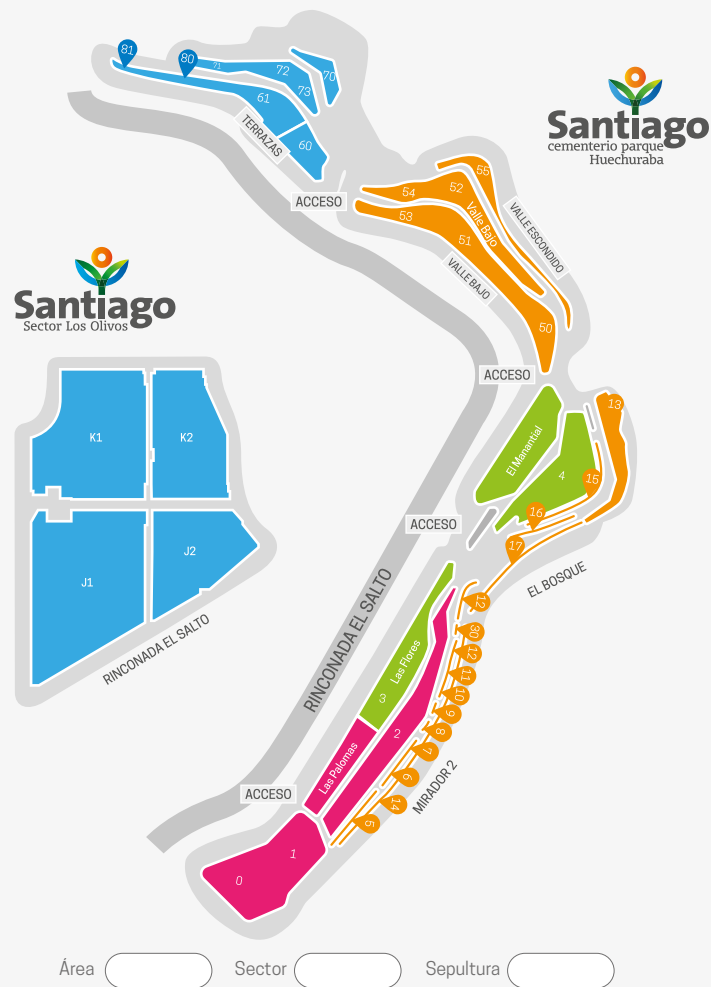 81
80
71
72
70
73
61
TERRAZAS
60
ACCESO
Santiago
cementerio parque
Huechuraba
55
54
52
53
Valle Bajo
51
VALLE ESCONDIDO
VALLE BAJO
50
ACCESO
Santiago
Sector Los Olivos
K1
K2
J1
J2
RINCONADA EL SALTO
13
El Manantial
4
15
16
ACCESO
17
EL BOSQUE
RINCONADA EL SALTO
12
30
12
11
10
9
8
7
6
14
5
Las Flores
3
2
Las Palomas
MIRADOR 2
ACCESO
1
0
Área
Sector
Sepultura